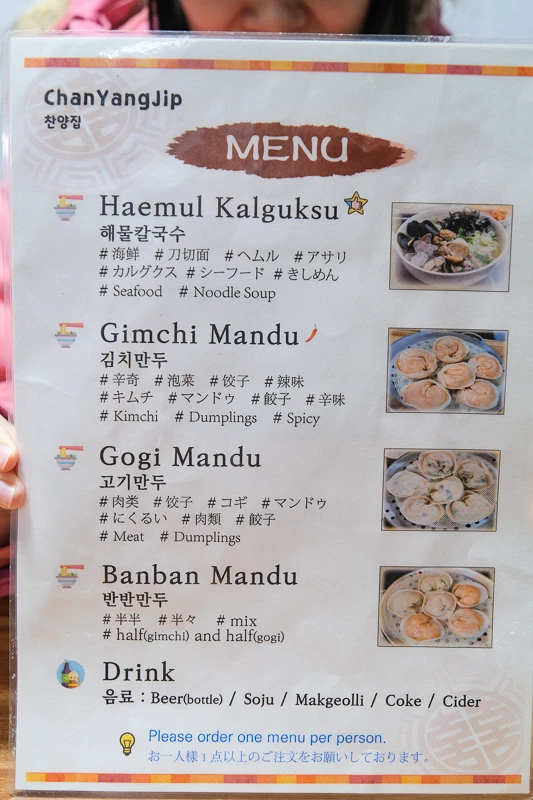 ChanYangJip
찬양집
MENU
Haemul Kalguksu
해물칼국수
# 海鲜 # 刀切面 # ヘムル # アサリ
# カルグクス # シーフード # きしめん
# Seafood # Noodle Soup
Gimchi Mandu
김치만두
# 辛奇 # 泡菜 # 饺子 # 辣味
# キムチ # マンドゥ # 餃子 # 辛味
# Kimchi # Dumplings # Spicy
Gogi Mandu
고기만두
# 肉类 # 饺子 # コギ # マンドゥ
# にくるい # 肉類 # 餃子
# Meat # Dumplings
Banban Mandu
반반만두
# 半半 # 半々 # mix
# half(gimchi) and half(gogi)
Drink
음료 : Beer(bottle) / Soju / Makgeolli / Coke / Cider
Please order one menu per person.
お一人様 1 点以上のご注文をお願いしております。